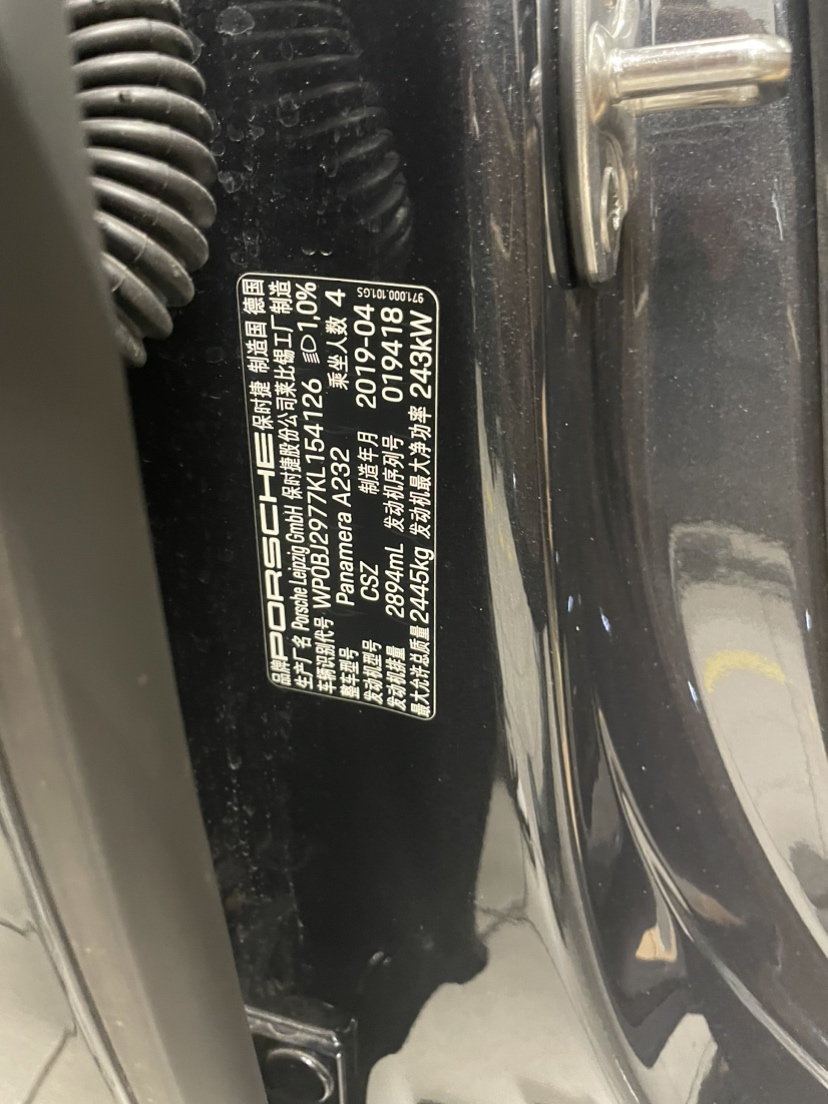 品牌PORSCHE保时捷 制造国 德国
生产厂名 Porsche Leipzig GmbH 保时捷股份公司莱比锡工厂制造
车辆识别代号 WP0BJ2977KL154126 1,0%
整车型号 Panamera A232 乘坐人数 4
发动机型号 CSZ 制造年月 2019-04
发动机排量 2894mL 发动机序列号 019418
最大允许总质量 2445kg 发动机最大净功率 243kW
971.000.101.GS